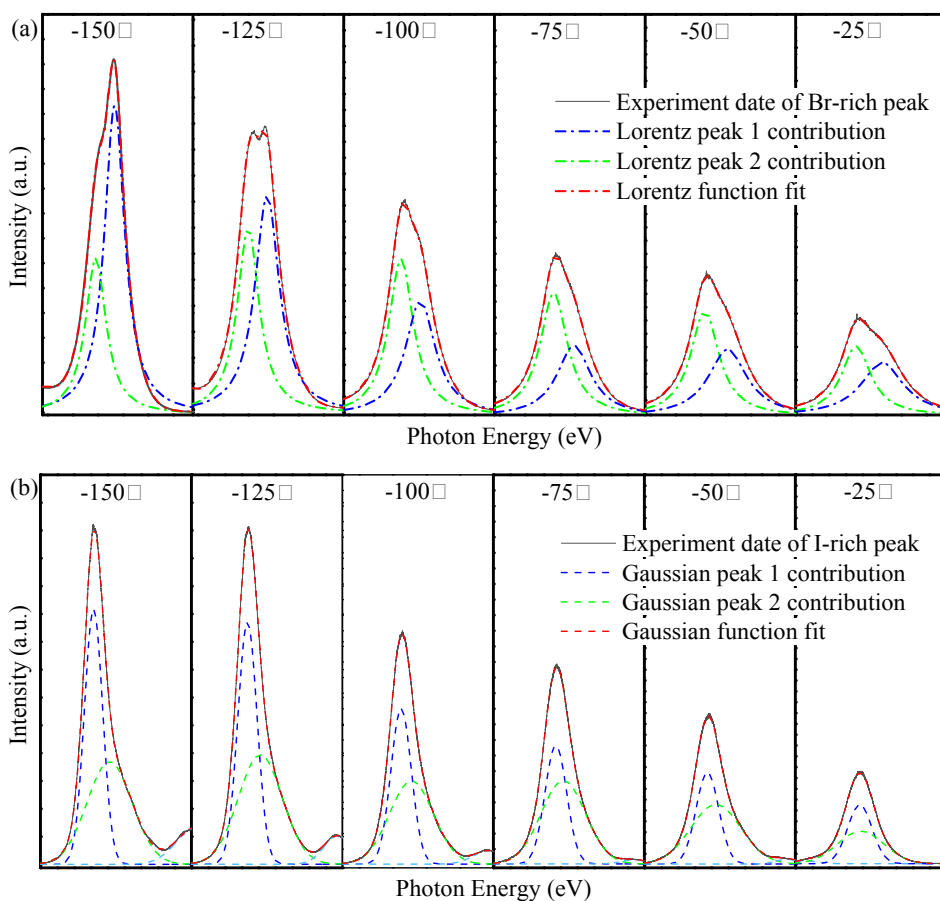 (a)
-150□ -125□ -100□ -75□ -50□ -25□
Experiment date of Br-rich peak
Lorentz peak 1 contribution
Lorentz peak 2 contribution
Lorentz function fit
Intensity (a.u.)
Photon Energy (eV)
(b)
-150□ -125□ -100□ -75□ -50□ -25□
Experiment date of I-rich peak
Gaussian peak 1 contribution
Gaussian peak 2 contribution
Gaussian function fit
Intensity (a.u.)
Photon Energy (eV)